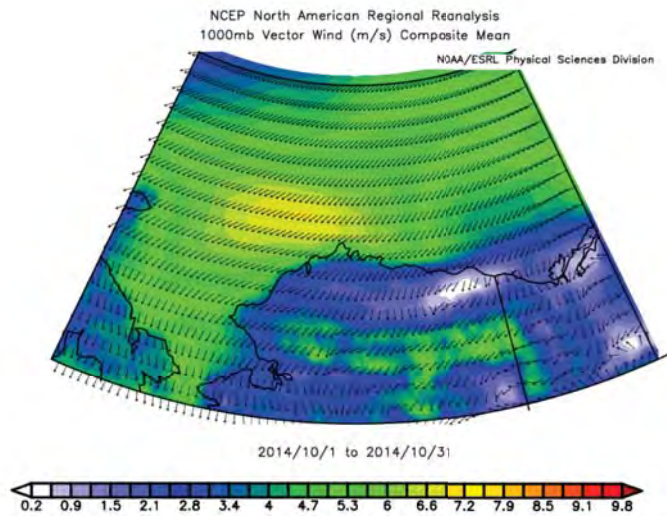 NCEP North American Regional Reanalysis
1000mb Vector Wind (m/s) Composite Mean
NOAA/ESRL Physical Sciences Division
2014/10/1 to 2014/10/31
0.2 0.9 1.5 2.1 2.8 3.4 4 4.7 5.3 6 6.6 7.2 7.9 8.5 9.1 9.8